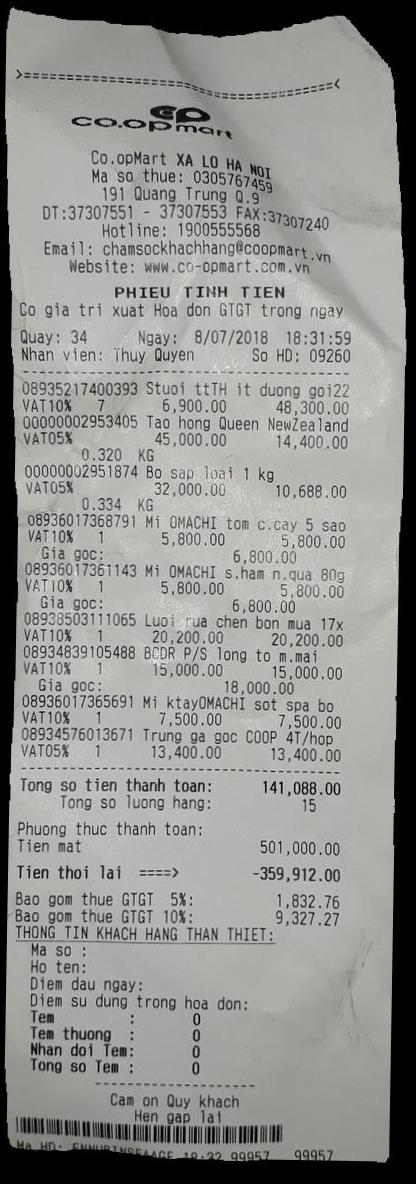 >==============================<
co.opmart
Co.opMart XA LO HA NOI
Ma so thue: 0305767459
191 Quang Trung Q.9
DT:37307551 - 37307553 FAX:37307240
Hotline: 1900555568
Email: chamsockhachhang@coopmart.vn
Website: www.co-opmart.com.vn
PHIEU TINH TIEN
Co gia tri xuat Hoa don GTGT trong ngay
Quay: 34 Ngay: 8/07/2018 18:31:59
Nhan vien: Thuy Quyen So HD: 09260
08935217400393 Stuoi ttTH it duong goi22
VAT10% 7 6,900.00 48,300.00
00000002953405 Tao hong Queen NewZealand
VAT05% 45,000.00 14,400.00
0.320 KG
00000002951874 Bo sap loai 1 kg
VAT05% 32,000.00 10,688.00
0.334 KG
08936017368791 Mi OMACHI tom c.cay 5 sao
VAT10% 1 5,800.00 5,800.00
Gia goc: 6,800.00
08936017361143 Mi OMACHI s.ham n.qua 80g
VAT10% 1 5,800.00 5,800.00
Gia goc: 6,800.00
08938503111065 Luoi rua chen bon mua 17x
VAT10% 1 20,200.00 20,200.00
08934839105488 BCDR P/S long to m.mai
VAT10% 1 15,000.00 15,000.00
Gia goc: 18,000.00
08936017365691 Mi ktayOMACHI sot spa bo
VAT10% 1 7,500.00 7,500.00
08934576013671 Trung ga goc COOP 4T/hop
VAT05% 1 13,400.00 13,400.00
Tong so tien thanh toan: 141,088.00
Tong so luong hang: 15
Phuong thuc thanh toan:
Tien mat 501,000.00
Tien thoi lai ====> -359,912.00
Bao gom thue GTGT 5%: 1,832.76
Bao gom thue GTGT 10%: 9,327.27
THONG TIN KHACH HANG THAN THIET:
Ma so :
Ho ten:
Diem dau ngay:
Diem su dung trong hoa don:
Tem : 0
Tem thuong : 0
Nhan doi Tem: 0
Tong so Tem : 0
Cam on Quy khach
Hen gap lai
Ma HD: 18:32 99957 99957